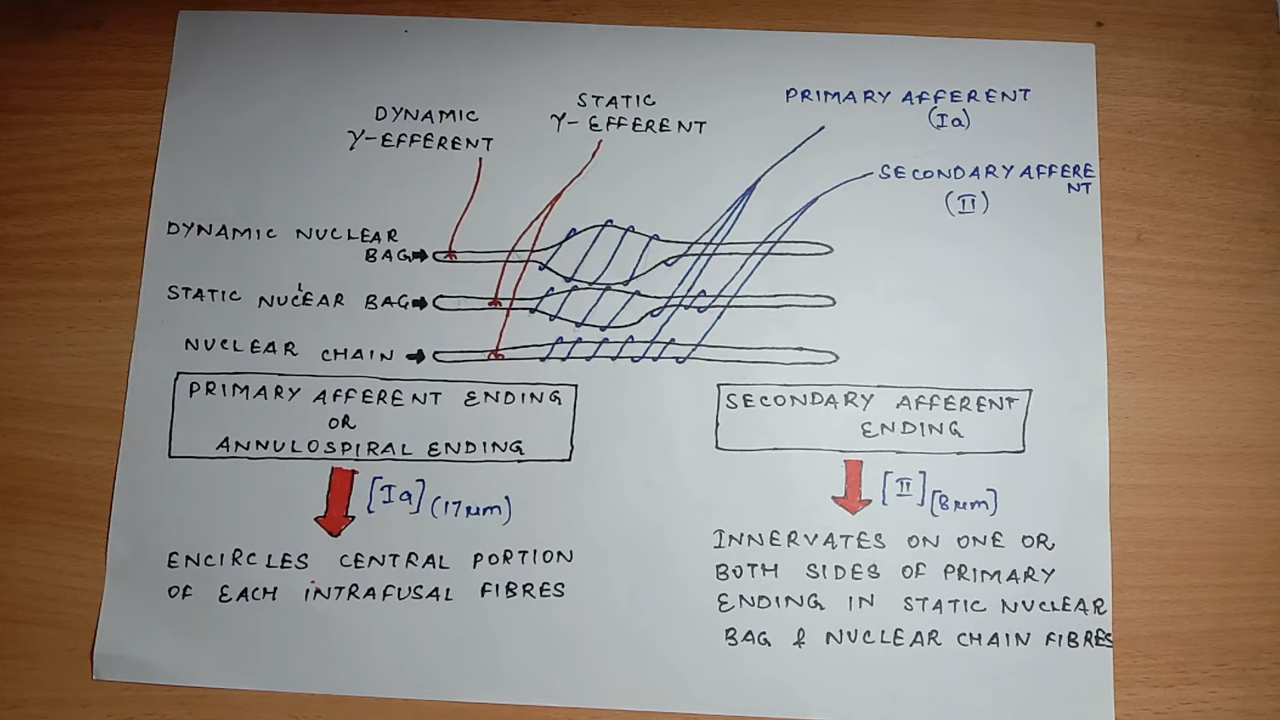 DYNAMIC
γ-EFFERENT
STATIC
γ-EFFERENT
PRIMARY AFFERENT
(Ia)
SECONDARY AFFERE
NT
(II)
DYNAMIC NUCLEAR
BAG
STATIC NUCLEAR BAG
NUCLEAR CHAIN
PRIMARY AFFERENT ENDING
OR
ANNULOSPIRAL ENDING
[Ia] (17μm)
ENCIRCLES CENTRAL PORTION
OF EACH INTRAFUSAL FIBRES
SECONDARY AFFERENT
ENDING
[II] [8μm)
INNERVATES ON ONE OR
BOTH SIDES OF PRIMARY
ENDING IN STATIC NUCLEAR
BAG & NUCLEAR CHAIN FIBRES